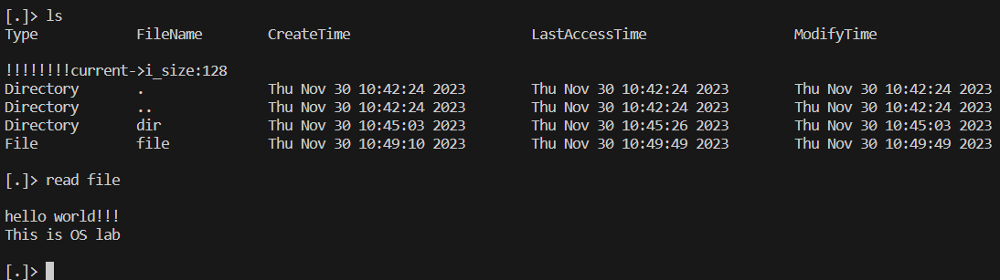 [.]> ls
Type FileName CreateTime LastAccessTime ModifyTime
!!!!!!!!current->i_size:128
Directory . Thu Nov 30 10:42:24 2023 Thu Nov 30 10:42:24 2023 Thu Nov 30 10:42:24 2023
Directory .. Thu Nov 30 10:42:24 2023 Thu Nov 30 10:42:24 2023 Thu Nov 30 10:42:24 2023
Directory dir Thu Nov 30 10:45:03 2023 Thu Nov 30 10:45:26 2023 Thu Nov 30 10:45:03 2023
File file Thu Nov 30 10:49:10 2023 Thu Nov 30 10:49:49 2023 Thu Nov 30 10:49:49 2023
[.]> read file
hello world!!!
This is OS lab
[.]>